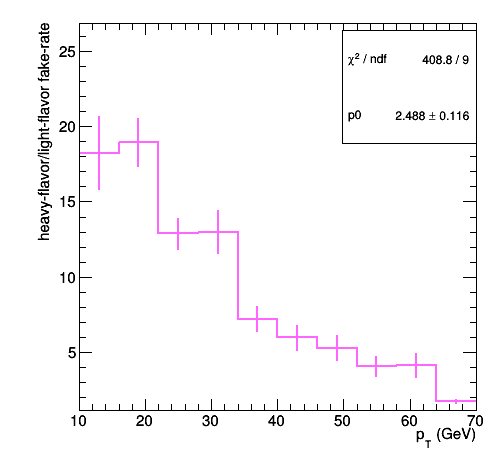 heavy-flavor/light-flavor fake-rate
χ² / ndf 408.8 / 9
p0 2.488 ± 0.116
25
20
15
10
5
10 20 30 40 50 60 70
p_T (GeV)